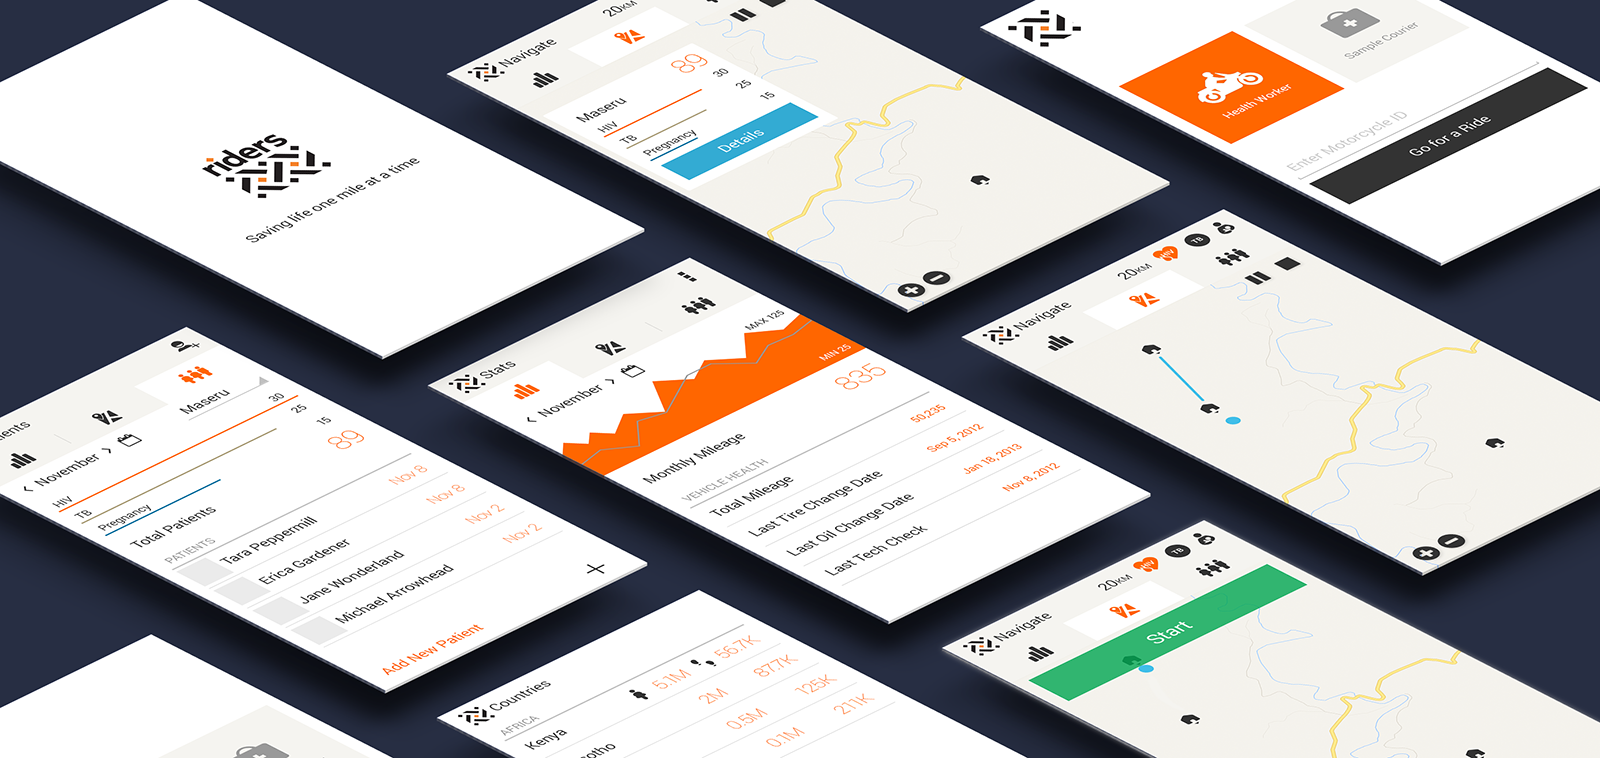 riders
Saving life one mile at a time
Navigate
20KM
Maseru
89
HIV
30
TB
25
Pregnancy
15
Details
Health Worker
Sample Courier
Enter Motorcycle ID
Go for a Ride
November
Maseru
HIV
30
TB
25
Pregnancy
15
Total Patients
89
PATIENTS
Tara Peppermill
Nov 8
Erica Gardener
Nov 8
Jane Wonderland
Nov 2
Michael Arrowhead
Nov 2
Add New Patient
Stats
November
MAX 125
MIN 25
Monthly Mileage
835
VEHICLE HEALTH
Total Mileage
50,235
Last Tire Change Date
Sep 5, 2012
Last Oil Change Date
Jan 18, 2013
Last Tech Check
Nov 8, 2012
Navigate
20KM
HIV
TB
Countries
AFRICA
5.1M
56.7K
Kenya
2M
87.7K
0.5M
125K
0.1M
211K
Navigate
20KM
HIV
TB
Start